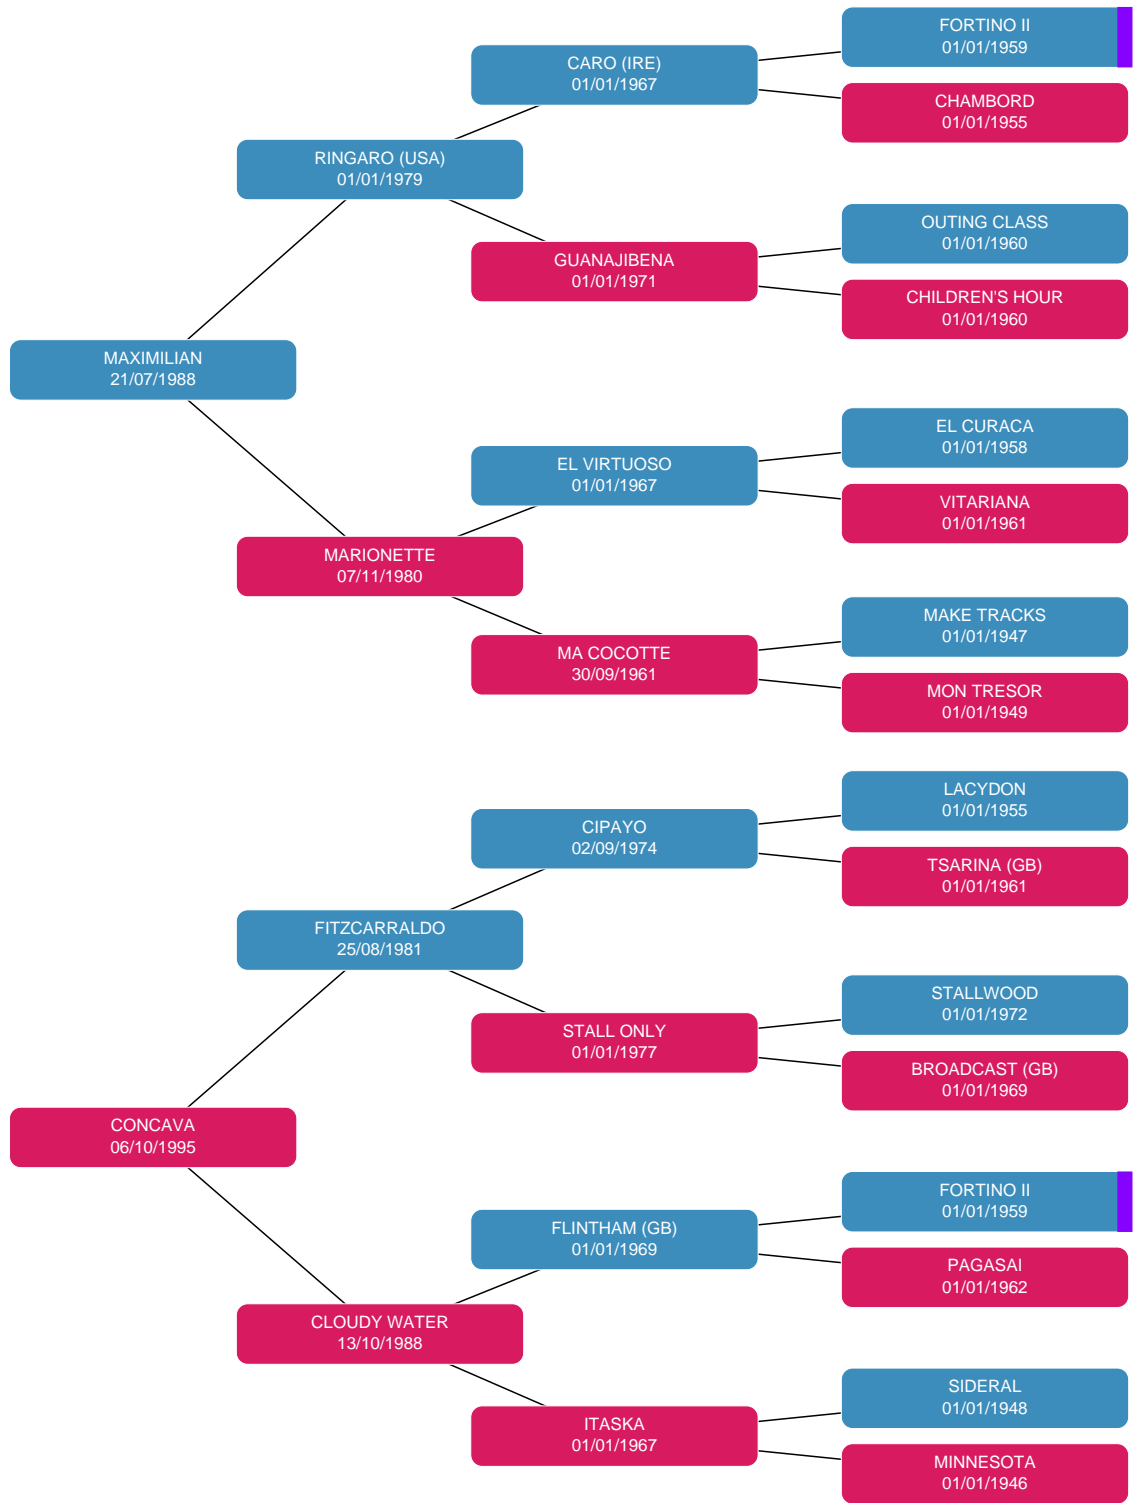 FORTINO II
01/01/1959
CARO (IRE)
01/01/1967
CHAMBORD
01/01/1955
RINGARO (USA)
01/01/1979
OUTING CLASS
01/01/1960
GUANAJIBENA
01/01/1971
CHILDREN'S HOUR
01/01/1960
MAXIMILIAN
21/07/1988
EL CURACA
01/01/1958
EL VIRTUOSO
01/01/1967
VITARIANA
01/01/1961
MARIONETTE
07/11/1980
MAKE TRACKS
01/01/1947
MA COCOTTE
30/09/1961
MON TRESOR
01/01/1949
LACYDON
01/01/1955
CIPAYO
02/09/1974
TSARINA (GB)
01/01/1961
FITZCARRALDO
25/08/1981
STALLWOOD
01/01/1972
STALL ONLY
01/01/1977
BROADCAST (GB)
01/01/1969
CONCAVA
06/10/1995
FORTINO II
01/01/1959
FLINTHAM (GB)
01/01/1969
PAGASAI
01/01/1962
CLOUDY WATER
13/10/1988
SIDERAL
01/01/1948
ITASKA
01/01/1967
MINNESOTA
01/01/1946